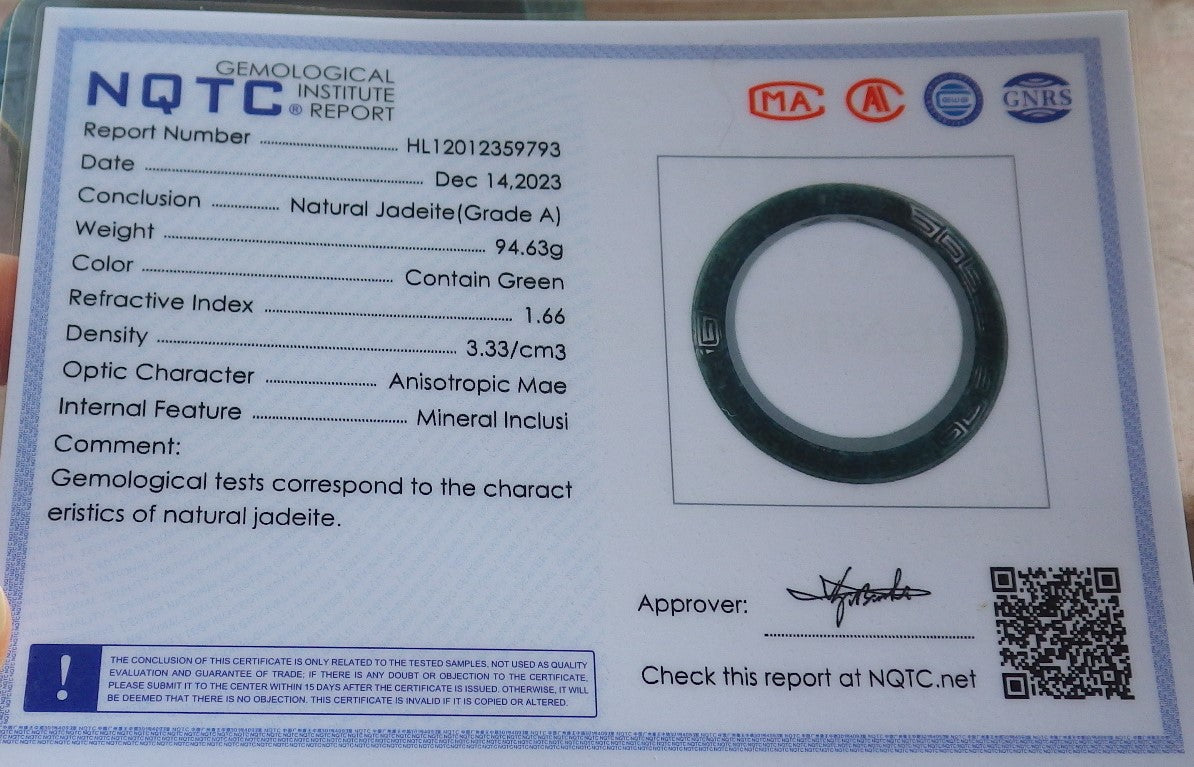 NQTC® GEMOLOGICAL
INSTITUTE
REPORT
Report Number ........ HL12012359793
Date ........ Dec 14,2023
Conclusion ........ Natural Jadeite(Grade A)
Weight ........ 94.63g
Color ........ Contain Green
Refractive Index ........ 1.66
Density ........ 3.33/cm3
Optic Character ........ Anisotropic Mae
Internal Feature ........ Mineral Inclusi
Comment:
Gemological tests correspond to the charact
eristics of natural jadeite.
! THE CONCLUSION OF THIS CERTIFICATE IS ONLY RELATED TO THE TESTED SAMPLES, NOT USED AS QUALITY
EVALUATION AND GUARANTEE OF TRADE; IF THERE IS ANY DOUBT OR OBJECTION TO THE CERTIFICATE,
PLEASE SUBMIT IT TO THE CENTER WITHIN 15 DAYS AFTER THE CERTIFICATE IS ISSUED. OTHERWISE, IT WILL
BE DEEMED THAT THERE IS NO OBJECTION. THIS CERTIFICATE IS INVALID IF IT IS COPIED OR ALTERED.
MA
GNRS
Approver:
Check this report at NQTC.net